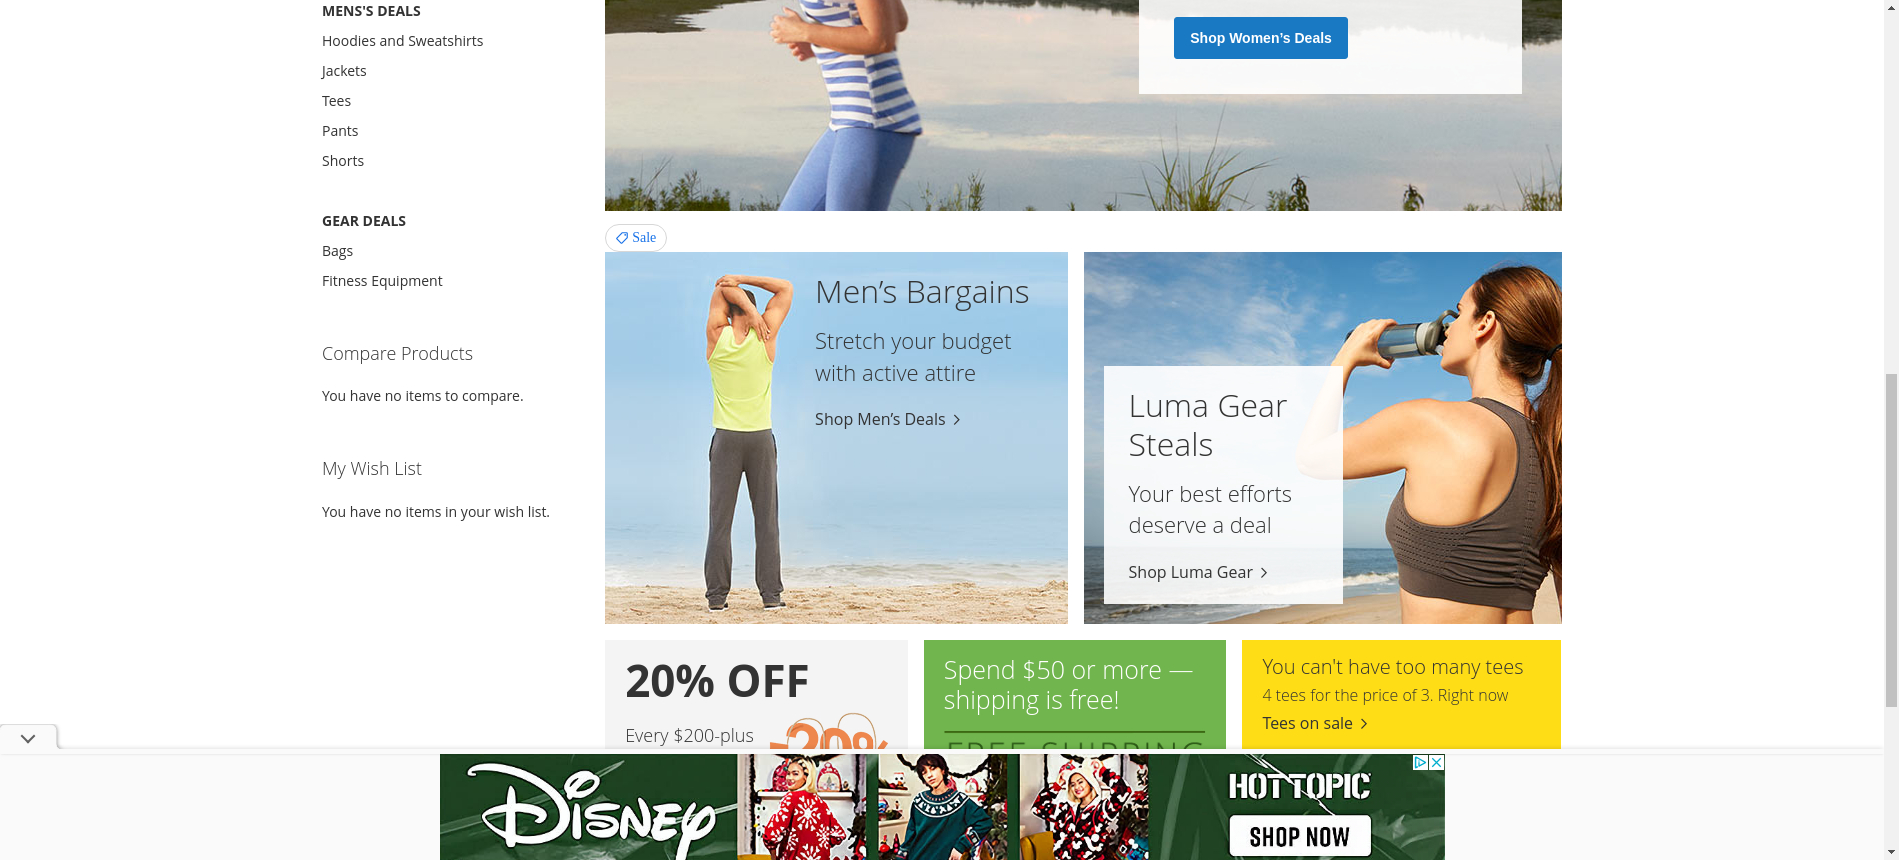 MENS'S DEALS
Hoodies and Sweatshirts
Jackets
Tees
Pants
Shorts
GEAR DEALS
Bags
Fitness Equipment
Compare Products
You have no items to compare.
My Wish List
You have no items in your wish list.
Shop Women’s Deals
Sale
Men’s Bargains
Stretch your budget
with active attire
Shop Men’s Deals
Luma Gear
Steals
Your best efforts
deserve a deal
Shop Luma Gear
20% OFF
Every $200-plus
-20%
Spend $50 or more —
shipping is free!
FREE SHIPPING
You can't have too many tees
4 tees for the price of 3. Right now
Tees on sale
Disney
HOT TOPIC
SHOP NOW